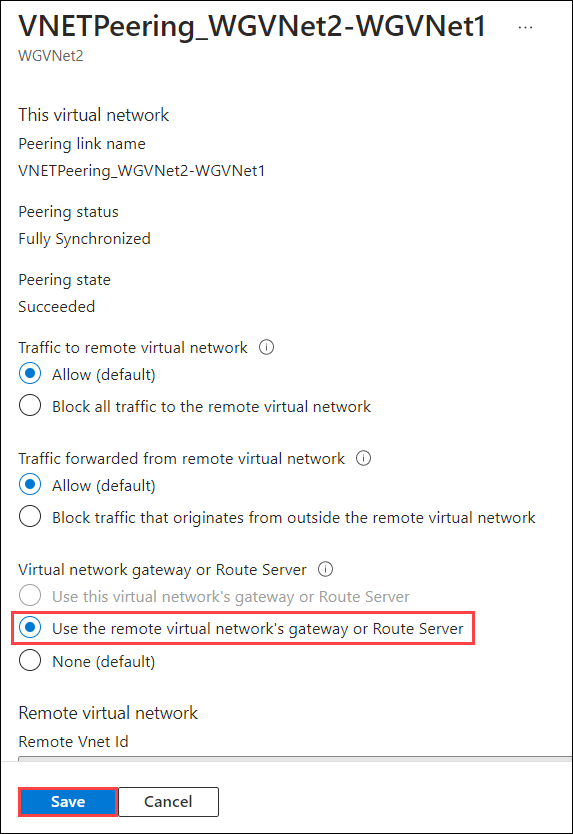 VNETPeering_WGVNet2-WGVNet1 ...
WGVNet2
This virtual network
Peering link name
VNETPeering_WGVNet2-WGVNet1
Peering status
Fully Synchronized
Peering state
Succeeded
Traffic to remote virtual network
Allow (default)
Block all traffic to the remote virtual network
Traffic forwarded from remote virtual network
Allow (default)
Block traffic that originates from outside the remote virtual network
Virtual network gateway or Route Server
Use this virtual network's gateway or Route Server
Use the remote virtual network's gateway or Route Server
None (default)
Remote virtual network
Remote Vnet Id
Save Cancel